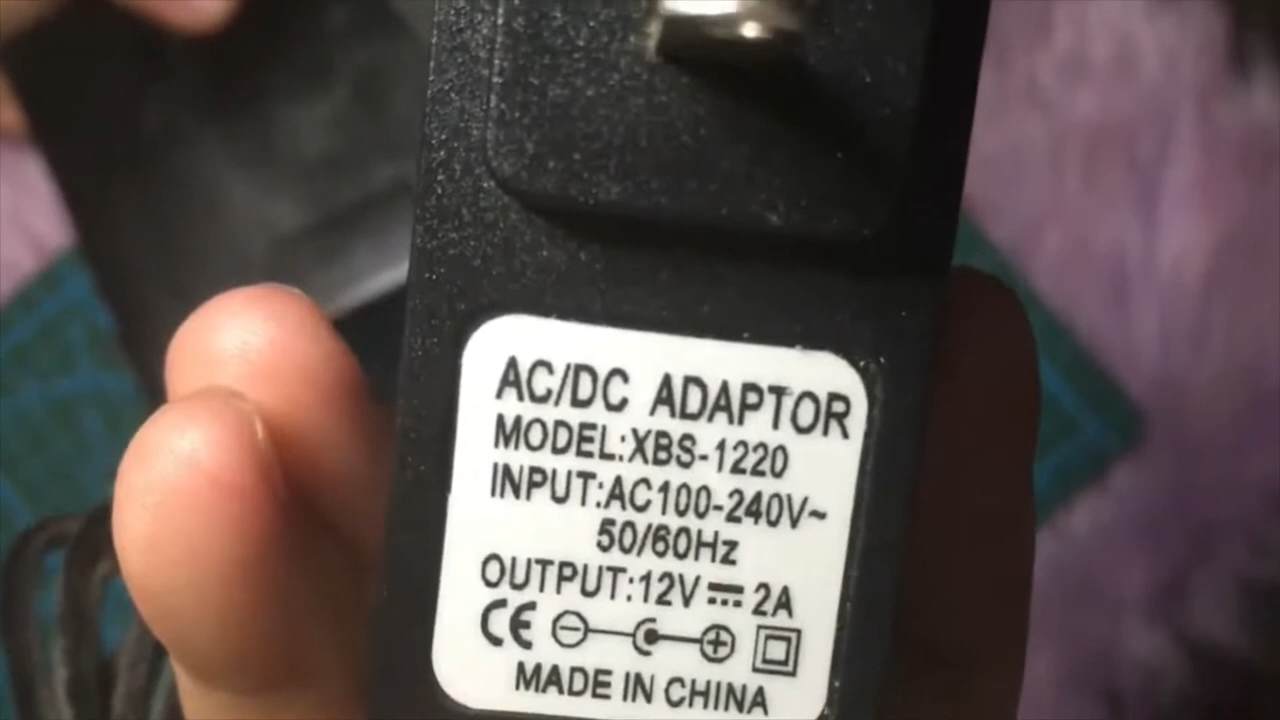 AC/DC ADAPTOR
MODEL:XBS-1220
INPUT:AC100-240V~
50/60Hz
OUTPUT:12V⎓2A
CE
MADE IN CHINA